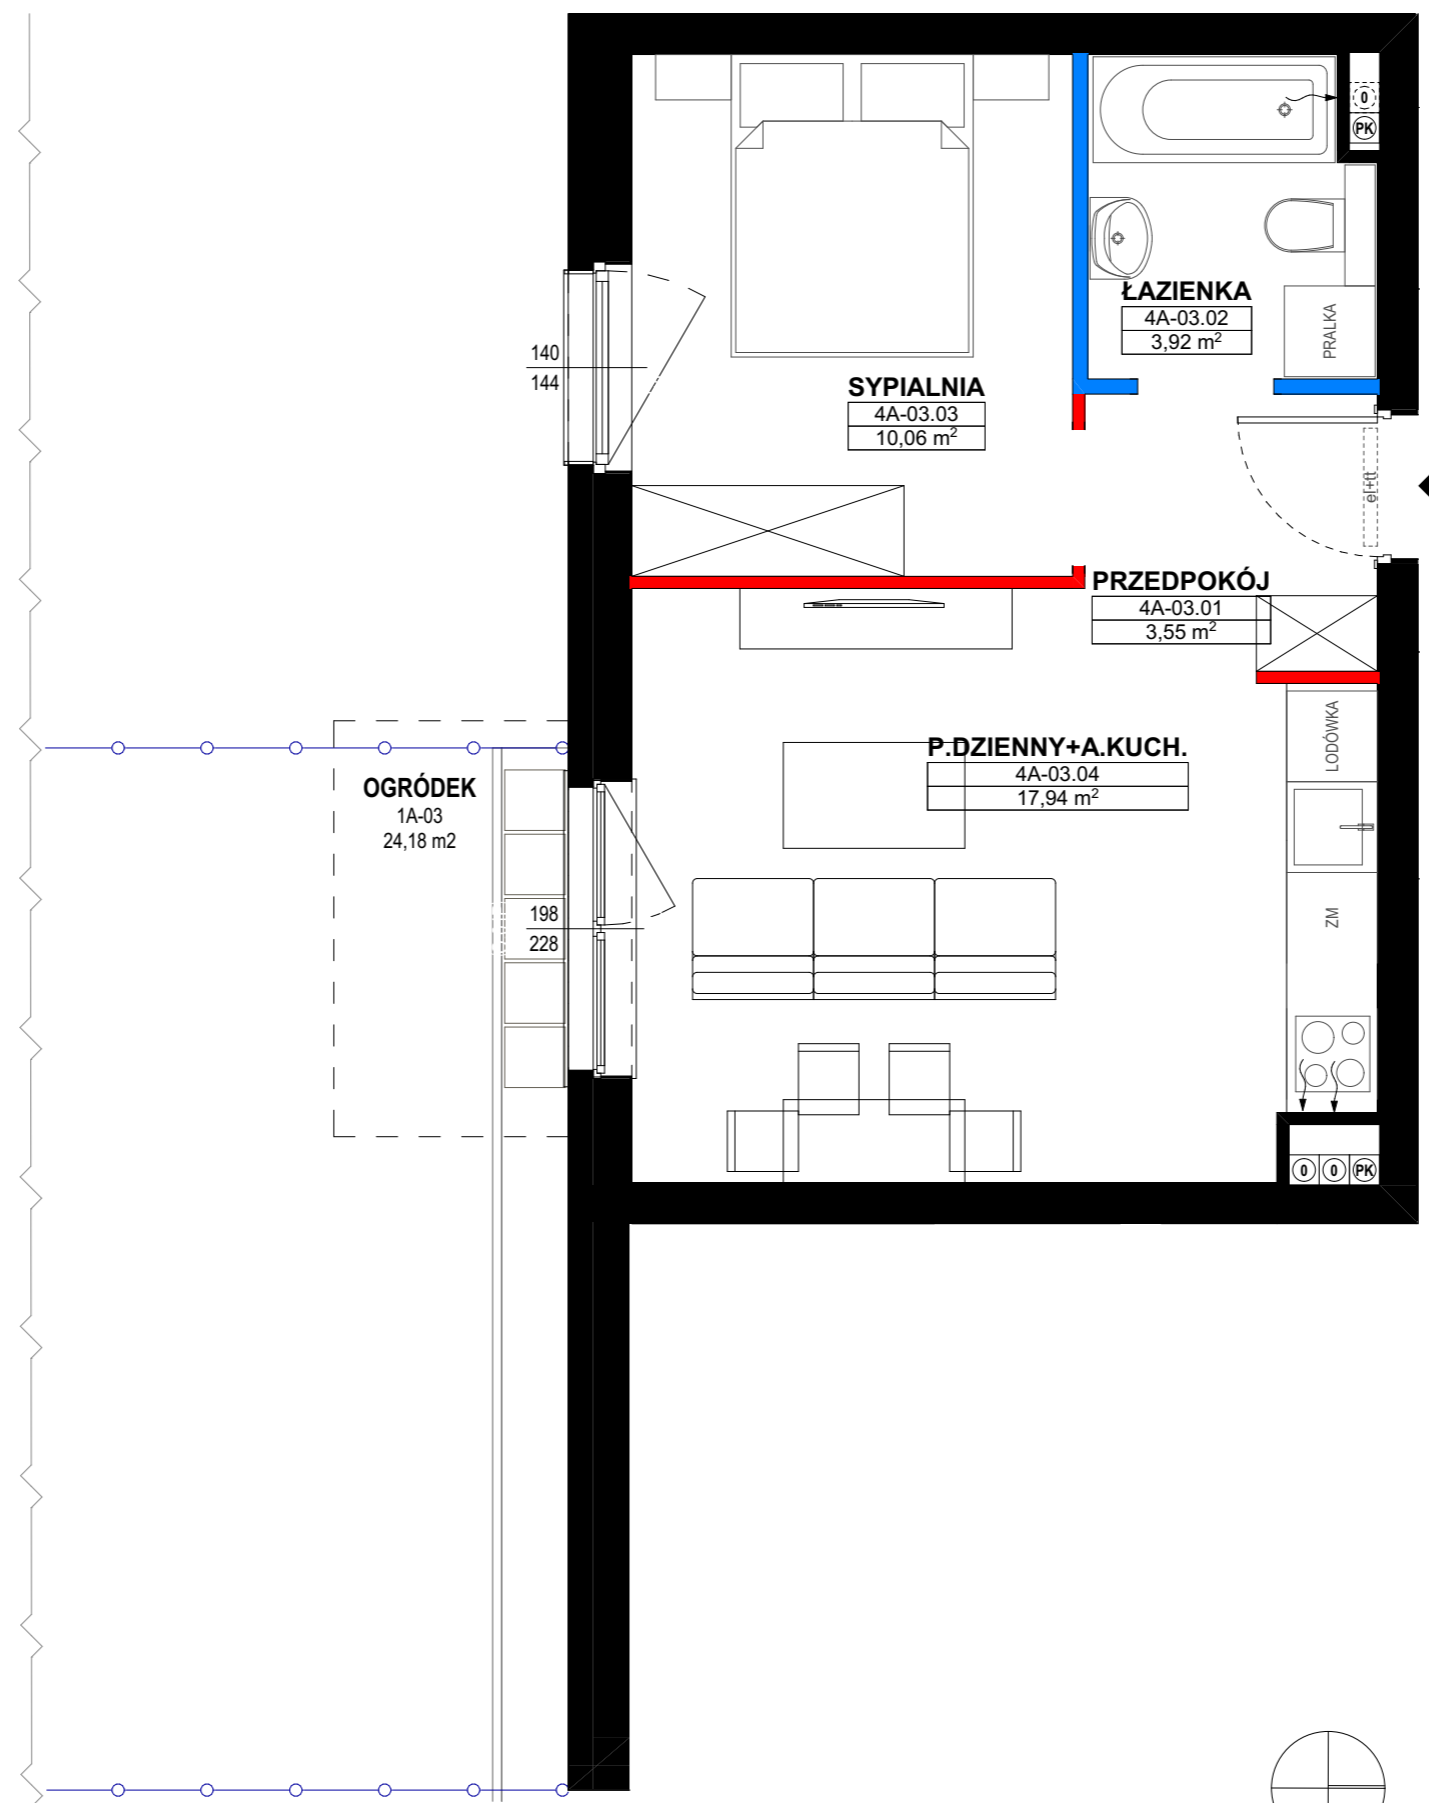 0
PK
ŁAZIENKA
4A-03.02
3,92 m²
PRALKA
140
144
SYPIALNIA
4A-03.03
10,06 m²
e[+tt
PRZEDPOKÓJ
4A-03.01
3,55 m²
LODÓWKA
P.DZIENNY+A.KUCH.
4A-03.04
17,94 m²
OGRÓDEK
1A-03
24,18 m2
198
228
ZM
0 0 PK